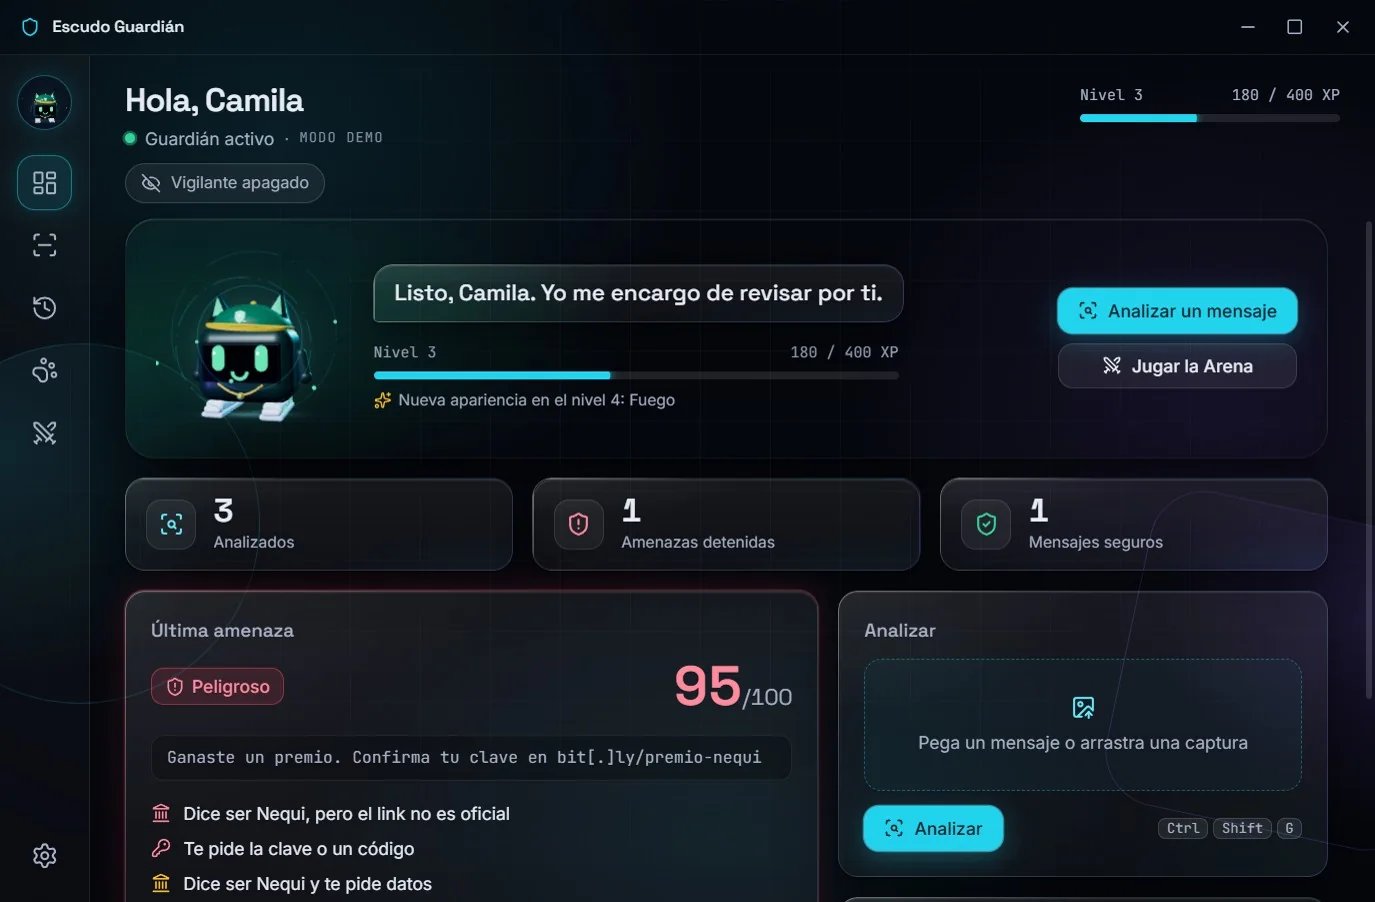 Escudo Guardián
Hola, Camila
Guardián activo · MODO DEMO
Vigilante apagado
Nivel 3 180 / 400 XP
Listo, Camila. Yo me encargo de revisar por ti.
Nivel 3 180 / 400 XP
Nueva apariencia en el nivel 4: Fuego
Analizar un mensaje
Jugar la Arena
3
Analizados
1
Amenazas detenidas
1
Mensajes seguros
Última amenaza
Peligroso
95/100
Ganaste un premio. Confirma tu clave en bit[.]ly/premio-nequi
Dice ser Nequi, pero el link no es oficial
Te pide la clave o un código
Dice ser Nequi y te pide datos
Analizar
Pega un mensaje o arrastra una captura
Analizar
Ctrl Shift G